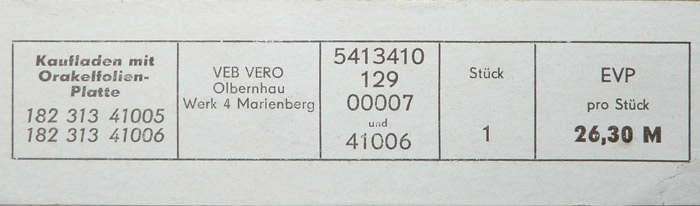 Kaufladen mit
Orakelfolien-
Platte
182 313 41005
182 313 41006
VEB VERO
Olbernhau
Werk 4 Marienberg
5413410
129
00007
und
41006
Stück
1
EVP
pro Stück
26,30 M